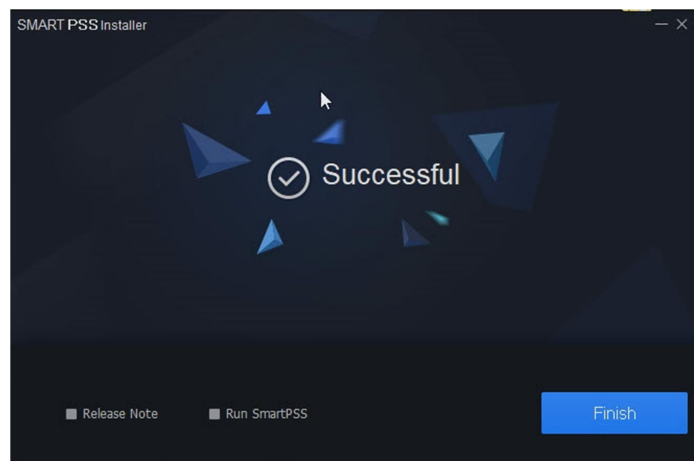 SMART PSS Installer
Successful
Release Note
Run SmartPSS
Finish